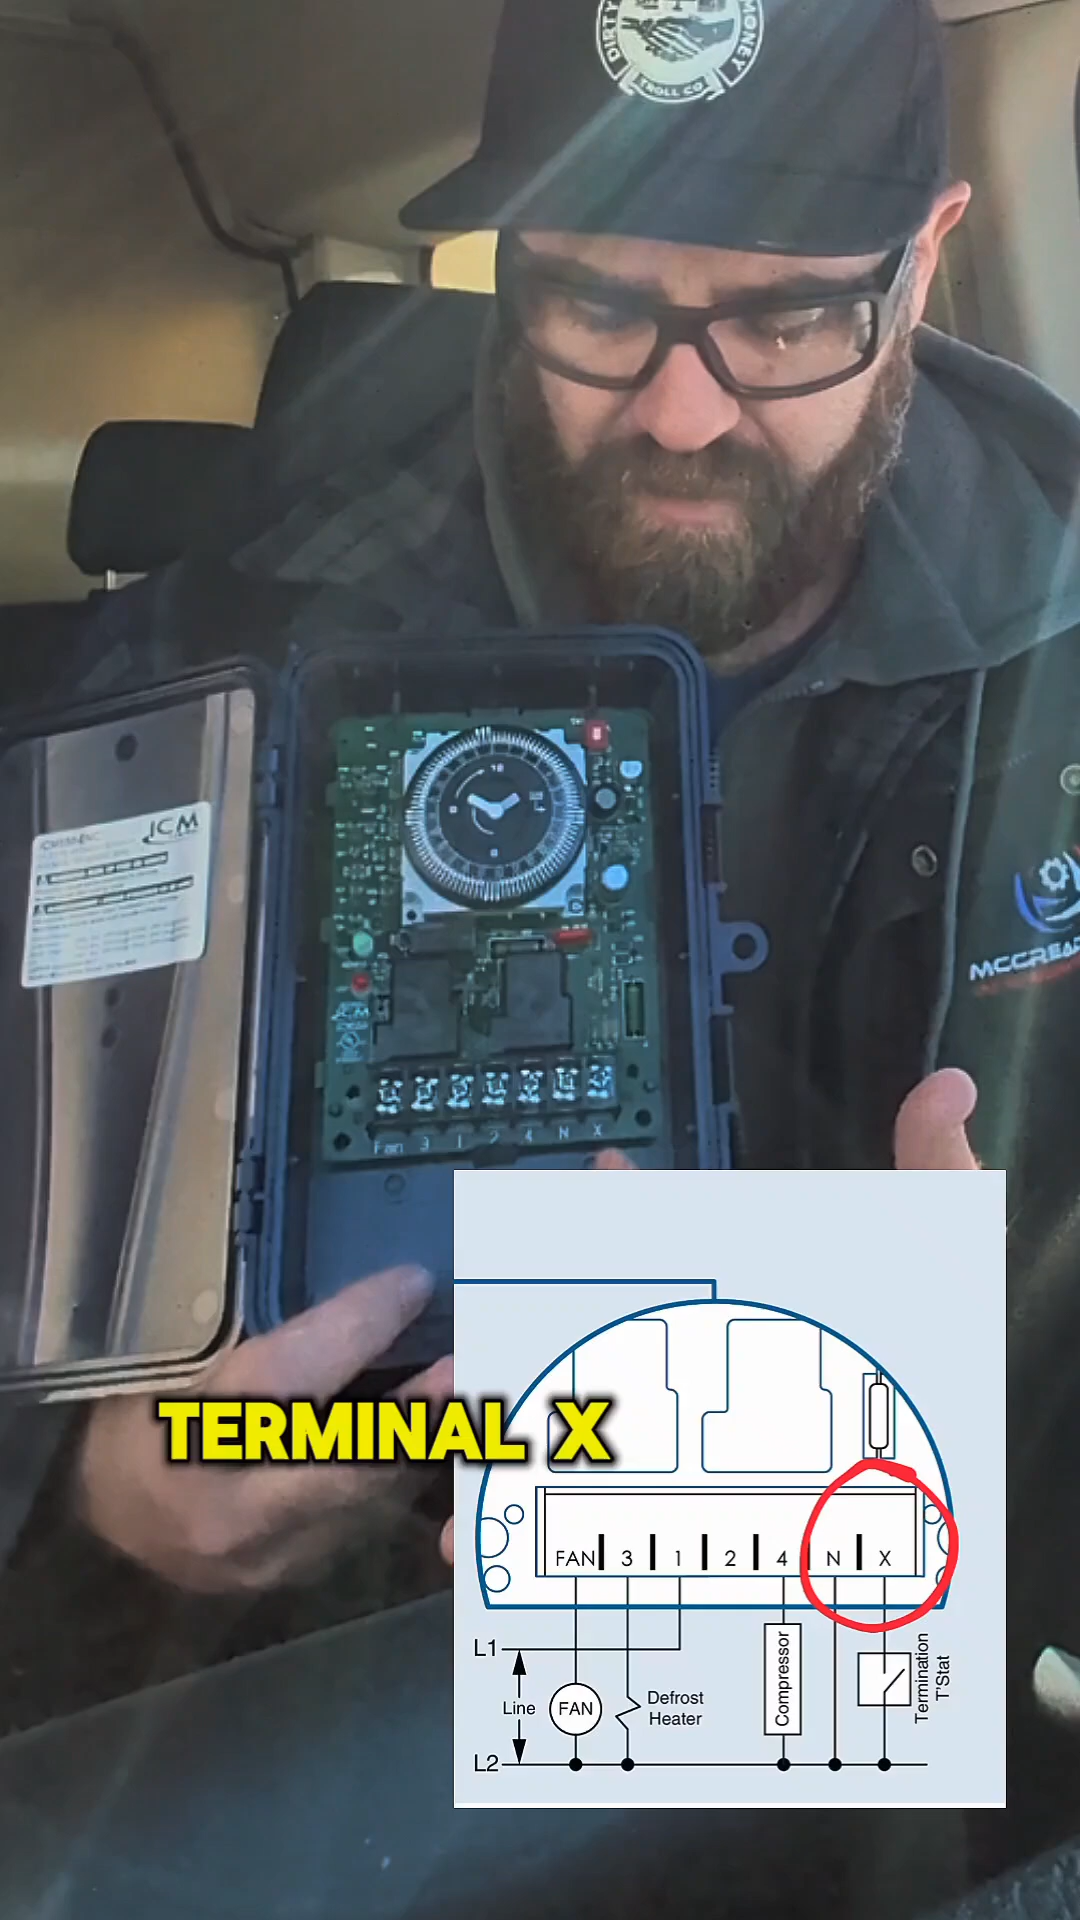 DIRTY MONEY
TROLL CO
ICM
MCCREA
Fan 3 1 2 4 N X
TERMINAL X
FAN 3 1 2 4 N X
L1
Line
FAN
Defrost
Heater
Compressor
Termination
T'Stat
L2